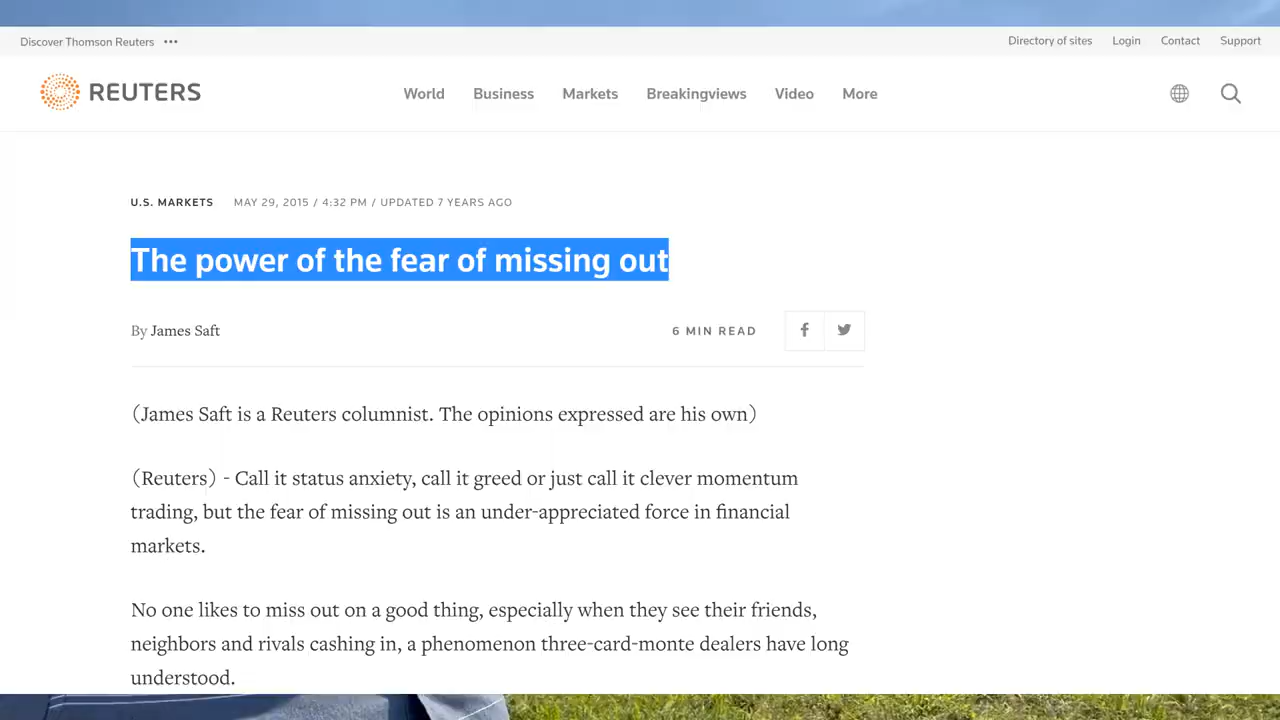 Discover Thomson Reuters •••
Directory of sites Login Contact Support
REUTERS
World Business Markets Breakingviews Video More
U.S. MARKETS MAY 29, 2015 / 4:32 PM / UPDATED 7 YEARS AGO
The power of the fear of missing out
By James Saft
6 MIN READ
(James Saft is a Reuters columnist. The opinions expressed are his own)
(Reuters) - Call it status anxiety, call it greed or just call it clever momentum
trading, but the fear of missing out is an under-appreciated force in financial
markets.
No one likes to miss out on a good thing, especially when they see their friends,
neighbors and rivals cashing in, a phenomenon three-card-monte dealers have long
understood.